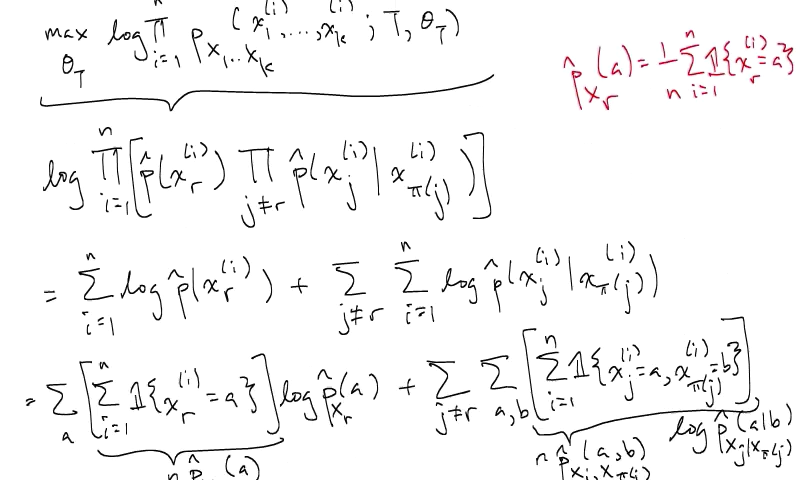 max_{θ_T} log ∏_{i=1}^{n} p_{x_1..x_k} (x_1^{(i)}, ..., x_k^{(i)} ; T, θ_T)
p̂_{x_r}(a) = 1/n ∑_{i=1}^{n} 𝟙{x_r^{(i)} = a}
log ∏_{i=1}^{n} [ p̂(x_r^{(i)}) ∏_{j≠r} p̂(x_j^{(i)} | x_{π(j)}^{(i)}) ]
= ∑_{i=1}^{n} log p̂(x_r^{(i)}) + ∑_{j≠r} ∑_{i=1}^{n} log p̂(x_j^{(i)} | x_{π(j)}^{(i)})
= ∑_a [ ∑_{i=1}^{n} 𝟙{x_r^{(i)} = a} ] log p̂_{x_r}(a) + ∑_{j≠r} ∑_{a,b} [ ∑_{i=1}^{n} 𝟙{x_j^{(i)} = a, x_{π(j)}^{(i)} = b} ] log p̂_{x_j|x_{π(j)}}(a|b)
n p̂ (a) n p̂_{x_j, x_{π(j)}}(a,b)